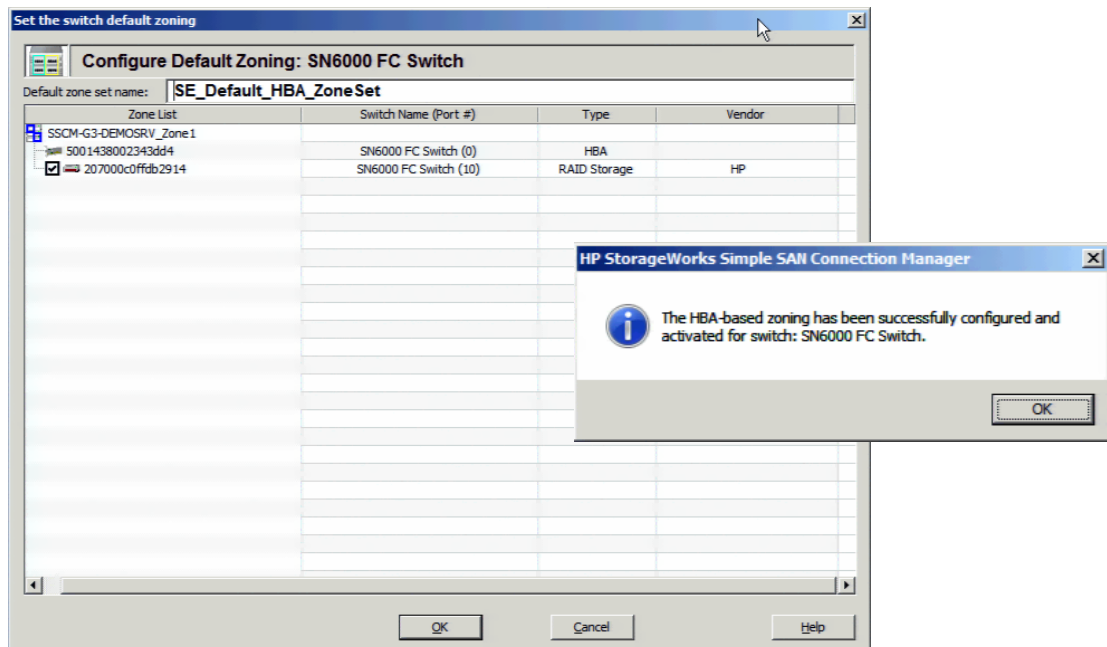 Set the switch default zoning
Configure Default Zoning: SN6000 FC Switch
Default zone set name: SE_Default_HBA_ZoneSet
Zone List Switch Name (Port #) Type Vendor
SSCM-G3-DEMOSRV_Zone1
5001438002343dd4 SN6000 FC Switch (0) HBA
207000c0ffdb2914 SN6000 FC Switch (10) RAID Storage HP
HP StorageWorks Simple SAN Connection Manager
The HBA-based zoning has been successfully configured and
activated for switch: SN6000 FC Switch.
OK
OK Cancel Help